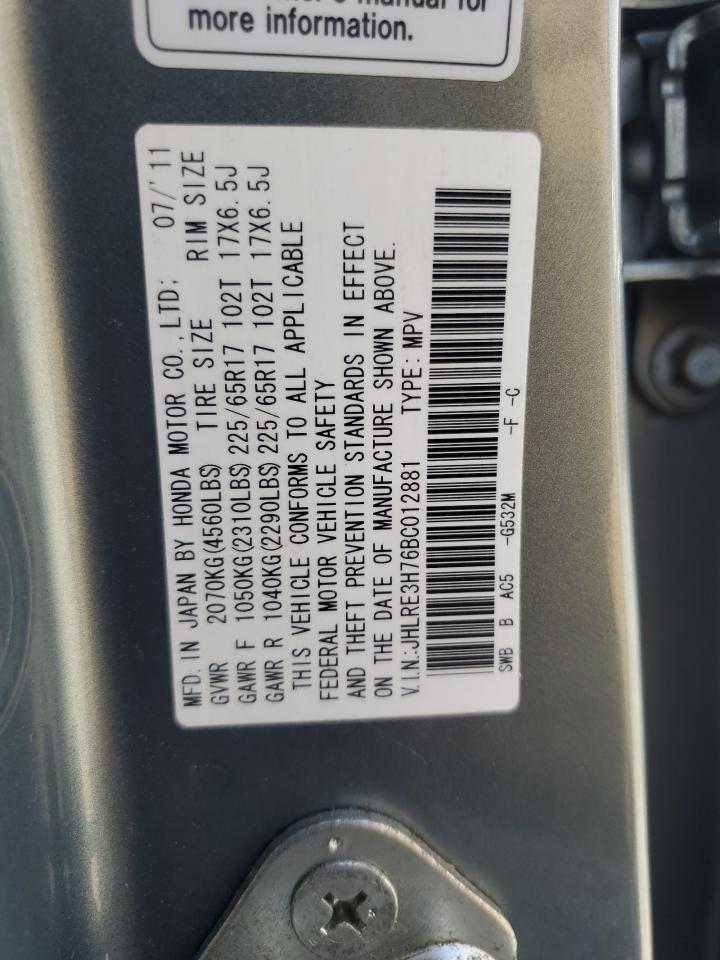 more information.
MFD. IN JAPAN BY HONDA MOTOR CO., LTD; 07/'11
GVWR 2070KG(4560LBS) TIRE SIZE RIM SIZE
GAWR F 1050KG(2310LBS) 225/65R17 102T 17X6.5J
GAWR R 1040KG(2290LBS) 225/65R17 102T 17X6.5J
THIS VEHICLE CONFORMS TO ALL APPLICABLE
FEDERAL MOTOR VEHICLE SAFETY
AND THEFT PREVENTION STANDARDS IN EFFECT
ON THE DATE OF MANUFACTURE SHOWN ABOVE.
V.I.N.:JHLRE3H76BC012881 TYPE: MPV
SWB B AC5 -G532M -F -C